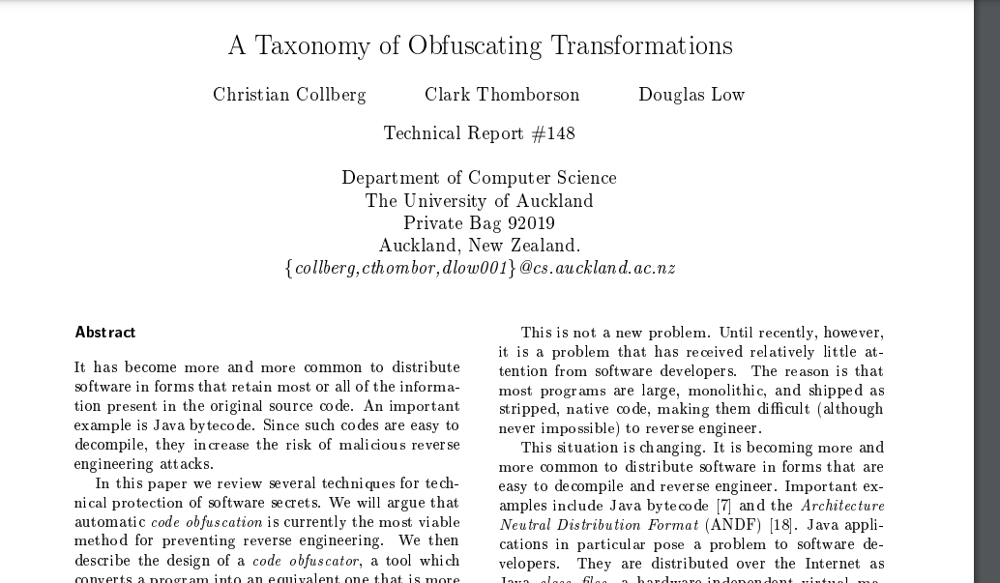 A Taxonomy of Obfuscating Transformations
Christian Collberg Clark Thomborson Douglas Low
Technical Report #148
Department of Computer Science
The University of Auckland
Private Bag 92019
Auckland, New Zealand.
{collberg,cthombor,dlow001}@cs.auckland.ac.nz
Abstract
It has become more and more common to distribute
software in forms that retain most or all of the informa-
tion present in the original source code. An important
example is Java bytecode. Since such codes are easy to
decompile, they increase the risk of malicious reverse
engineering attacks.
In this paper we review several techniques for tech-
nical protection of software secrets. We will argue that
automatic code obfuscation is currently the most viable
method for preventing reverse engineering. We then
describe the design of a code obfuscator, a tool which
converts a program into an equivalent one that is more
This is not a new problem. Until recently, however,
it is a problem that has received relatively little at-
tention from software developers. The reason is that
most programs are large, monolithic, and shipped as
stripped, native code, making them difficult (although
never impossible) to reverse engineer.
This situation is changing. It is becoming more and
more common to distribute software in forms that are
easy to decompile and reverse engineer. Important ex-
amples include Java bytecode [7] and the Architecture
Neutral Distribution Format (ANDF) [18]. Java appli-
cations in particular pose a problem to software de-
velopers. They are distributed over the Internet as
Java class files, a hardware-independent virtual ma-